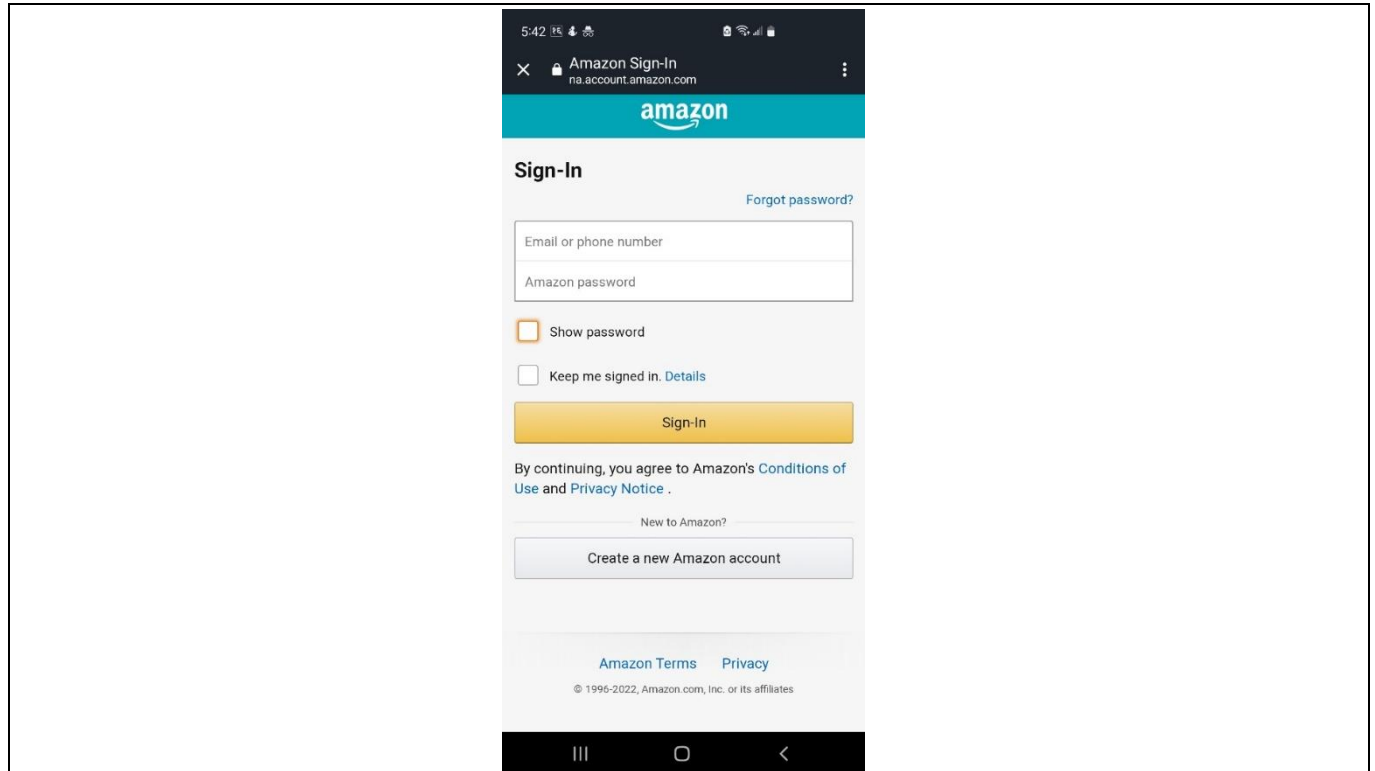 5:42
Amazon Sign-In
na.account.amazon.com
amazon
Sign-In
Forgot password?
Email or phone number
Amazon password
Show password
Keep me signed in. Details
Sign-In
By continuing, you agree to Amazon's Conditions of
Use and Privacy Notice .
New to Amazon?
Create a new Amazon account
Amazon Terms Privacy
© 1996-2022, Amazon.com, Inc. or its affiliates